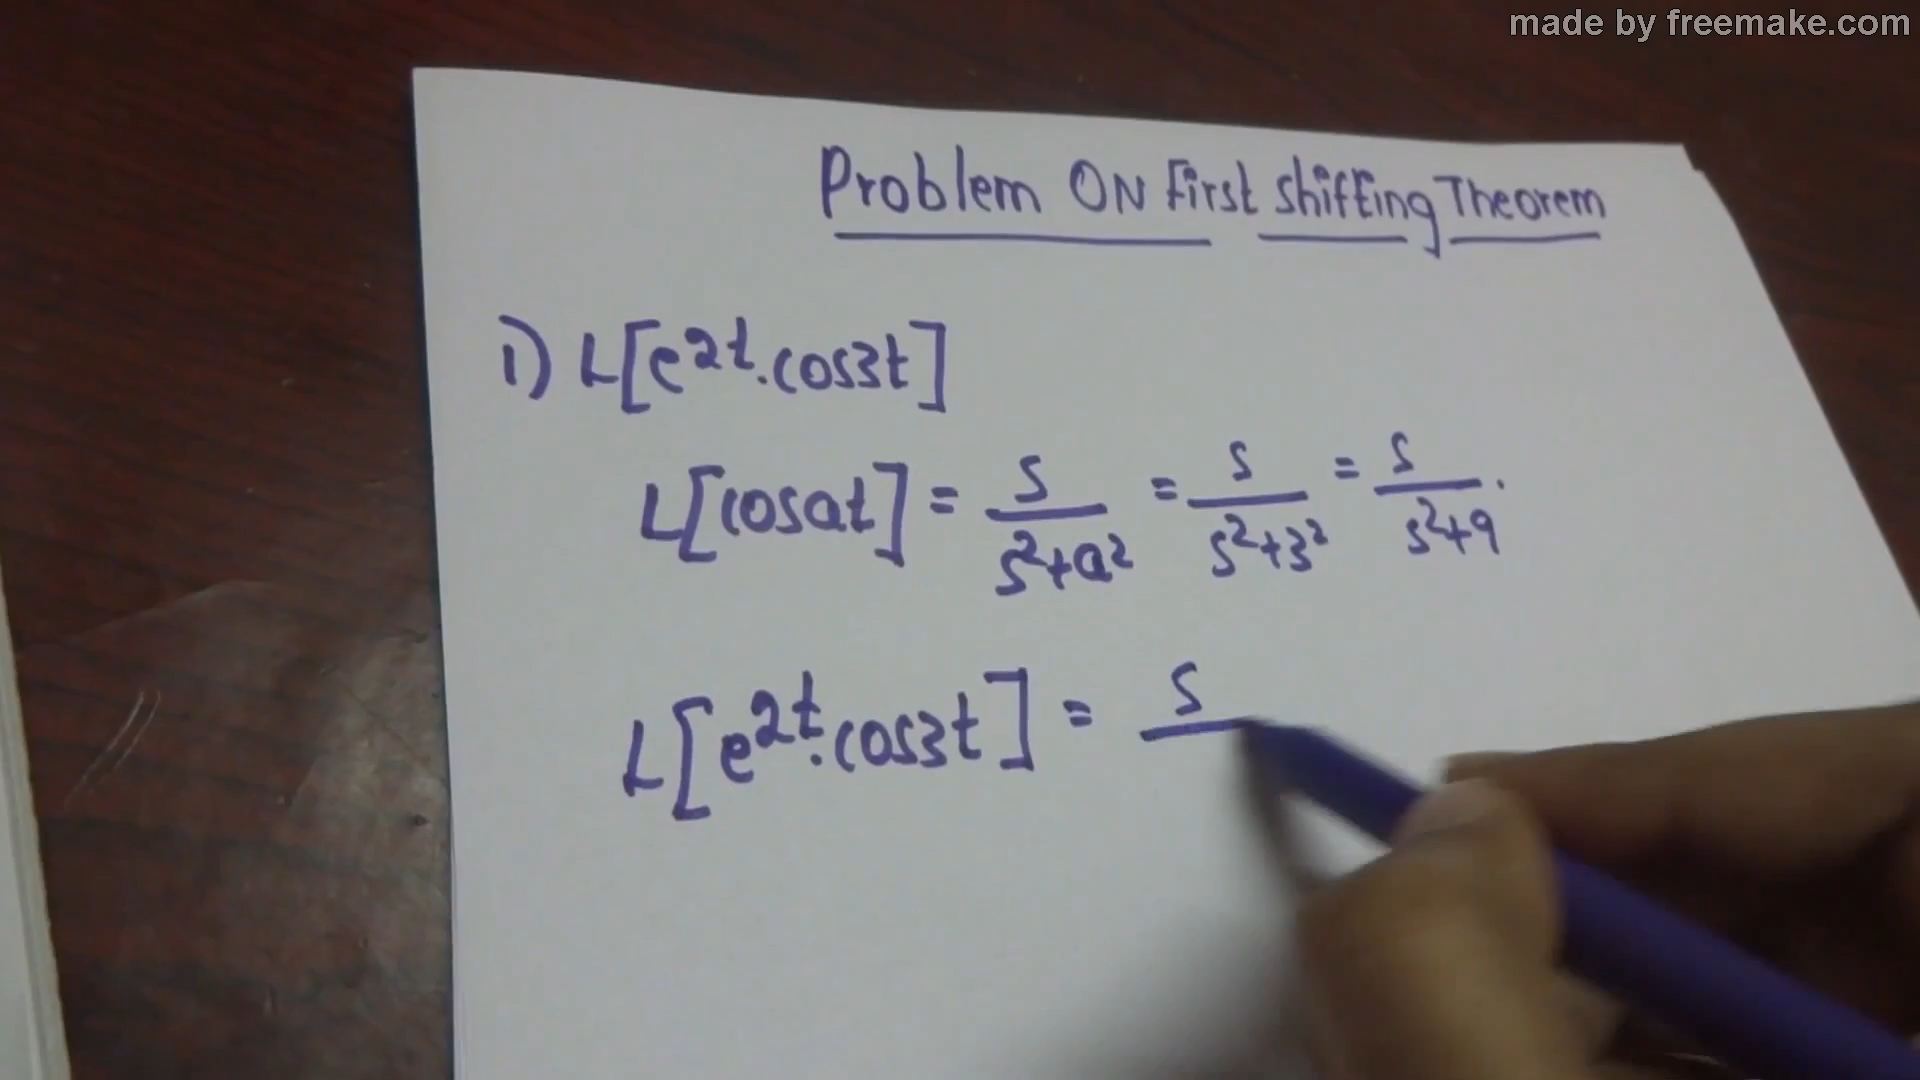 made by freemake.com
Problem ON First Shifting Theorem
1) L[e^2t.cos3t]
L[cosat] = s/s²+a² = s/s²+3² = s/s²+9.
L[e^2t.cos3t] = s